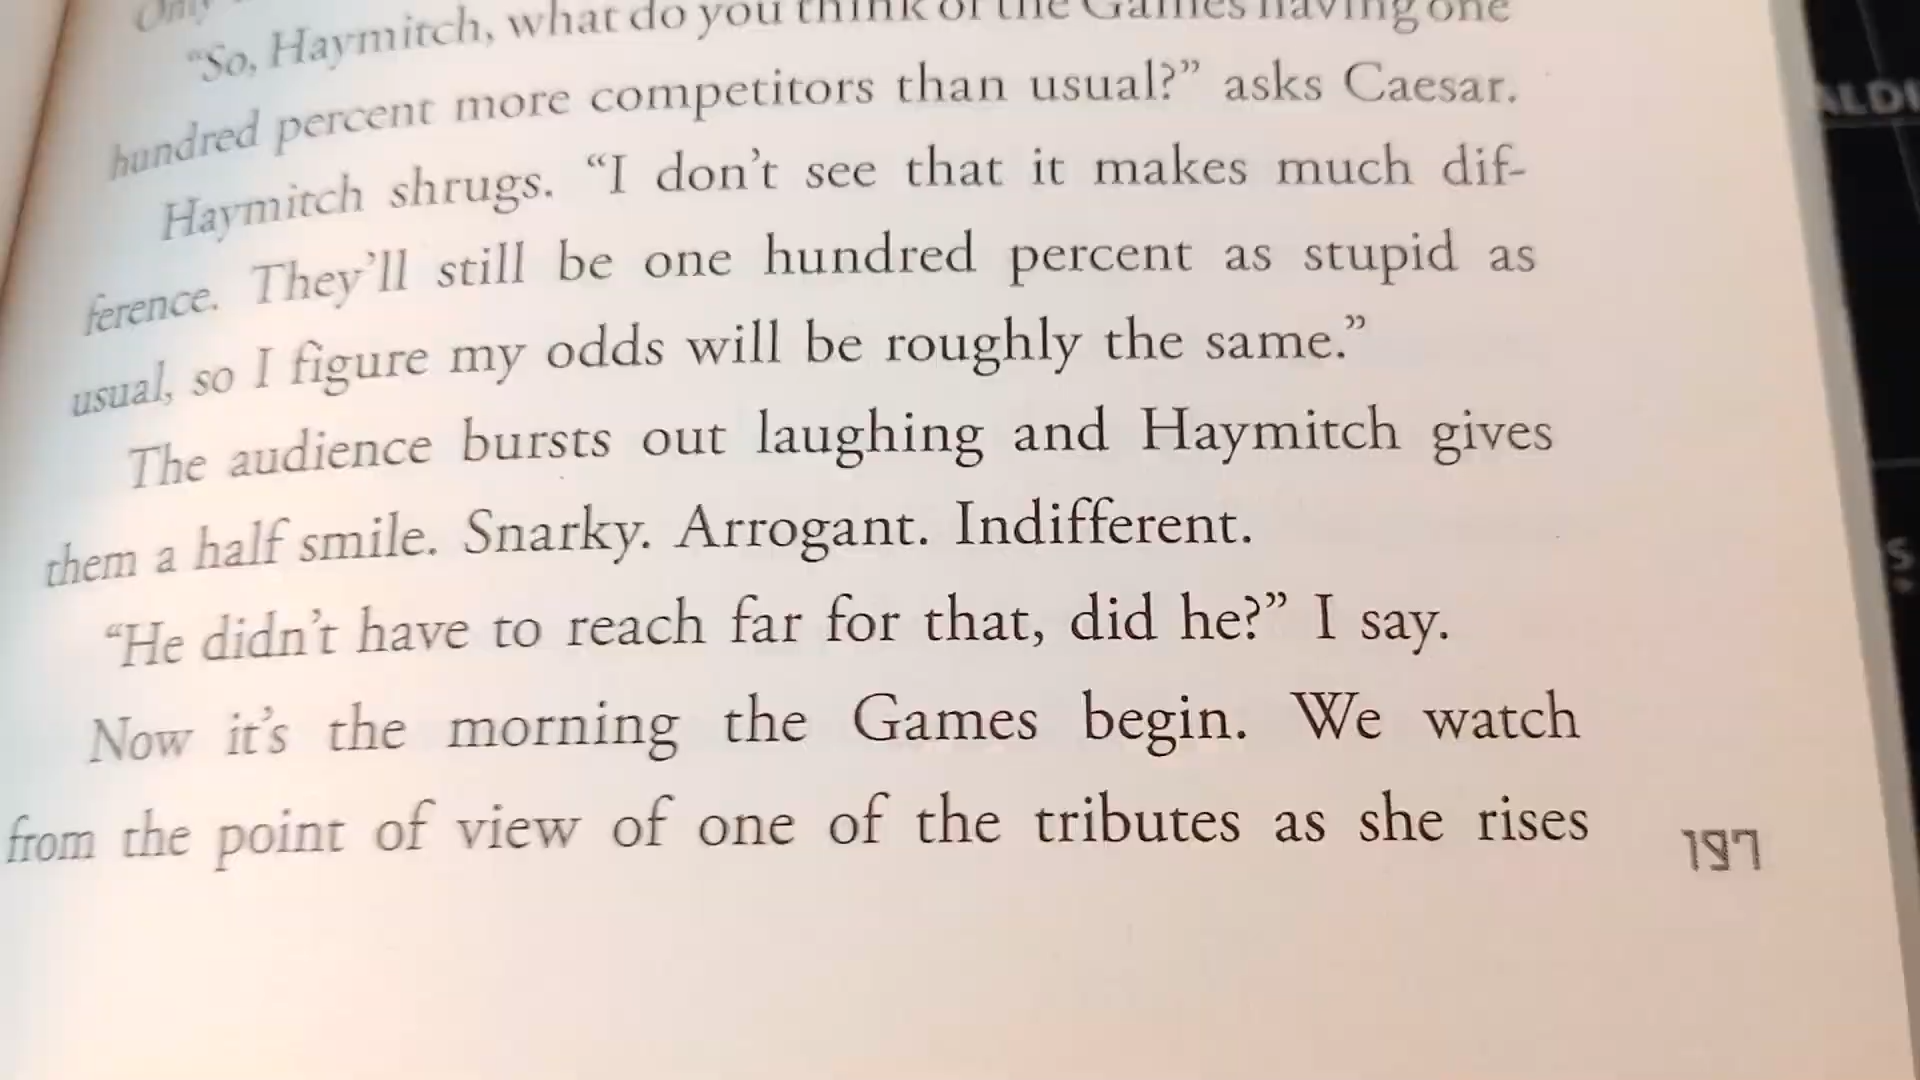 Only
“So, Haymitch, what do you think of the Games having one
hundred percent more competitors than usual?” asks Caesar.
Haymitch shrugs. “I don’t see that it makes much dif-
ference. They’ll still be one hundred percent as stupid as
usual, so I figure my odds will be roughly the same.”
The audience bursts out laughing and Haymitch gives
them a half smile. Snarky. Arrogant. Indifferent.
“He didn’t have to reach far for that, did he?” I say.
Now it’s the morning the Games begin. We watch
from the point of view of one of the tributes as she rises
197